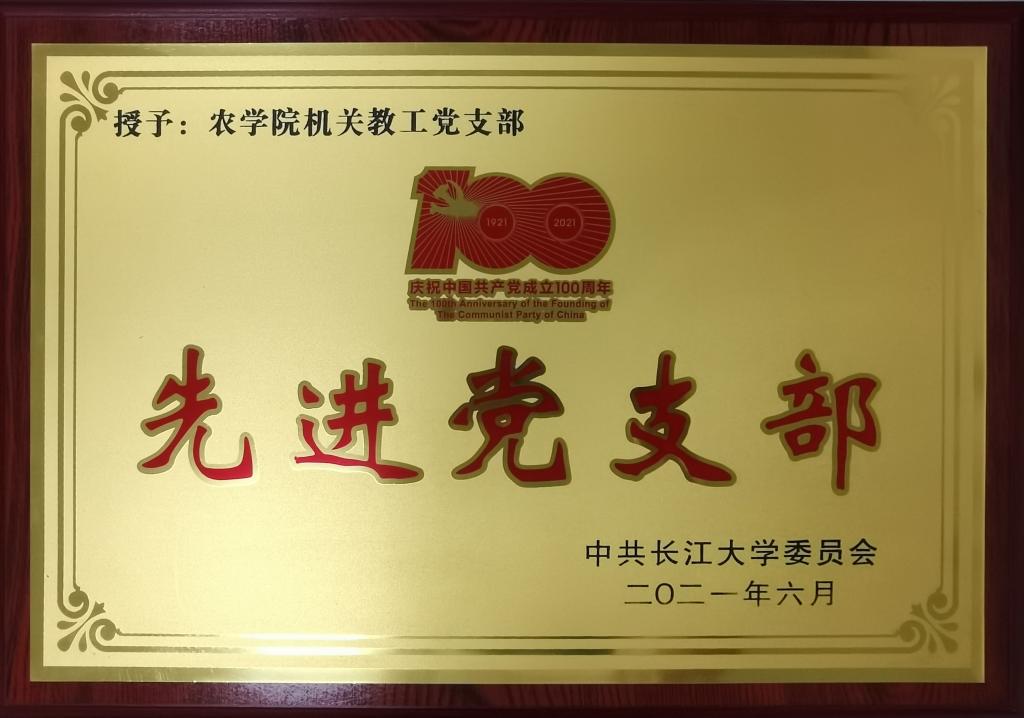 授予：农学院机关教工党支部
100
1921 2021
庆祝中国共产党成立100周年
The 100th Anniversary of the Founding of
The Communist Party of China
先进党支部
中共长江大学委员会
二O二一年六月